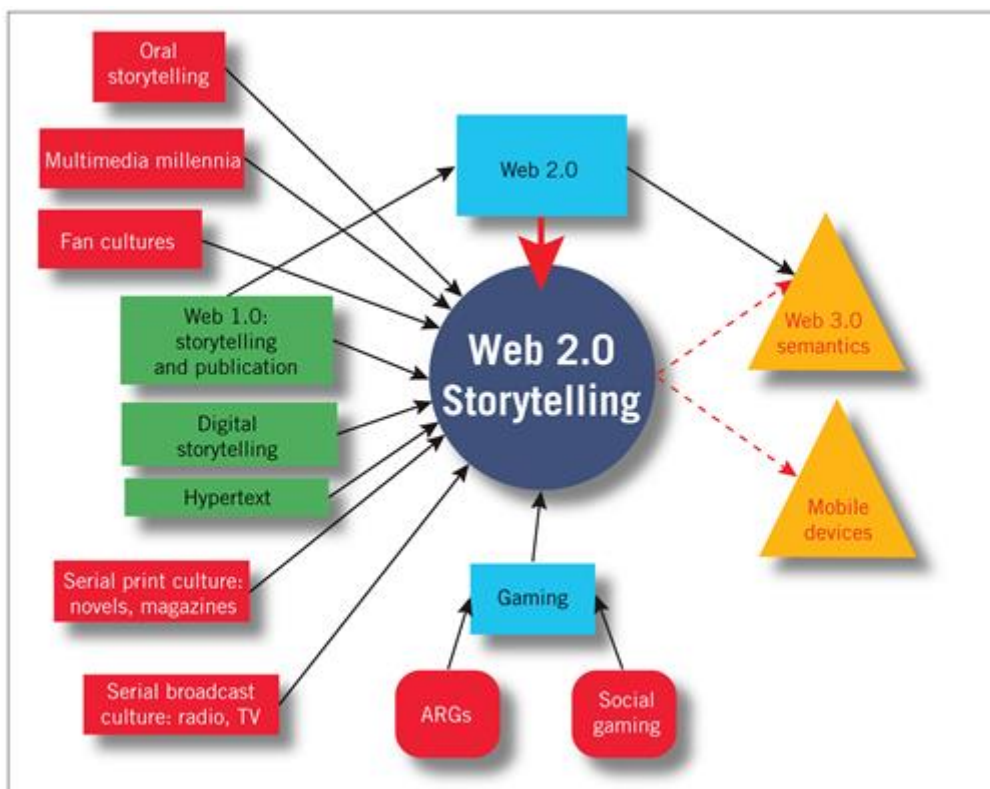 Oral
storytelling
Multimedia millennia
Fan cultures
Web 1.0:
storytelling
and publication
Digital
storytelling
Hypertext
Serial print culture:
novels, magazines
Serial broadcast
culture: radio, TV
Web 2.0
Web 2.0
Storytelling
Gaming
ARGs
Social
gaming
Web 3.0
semantics
Mobile
devices